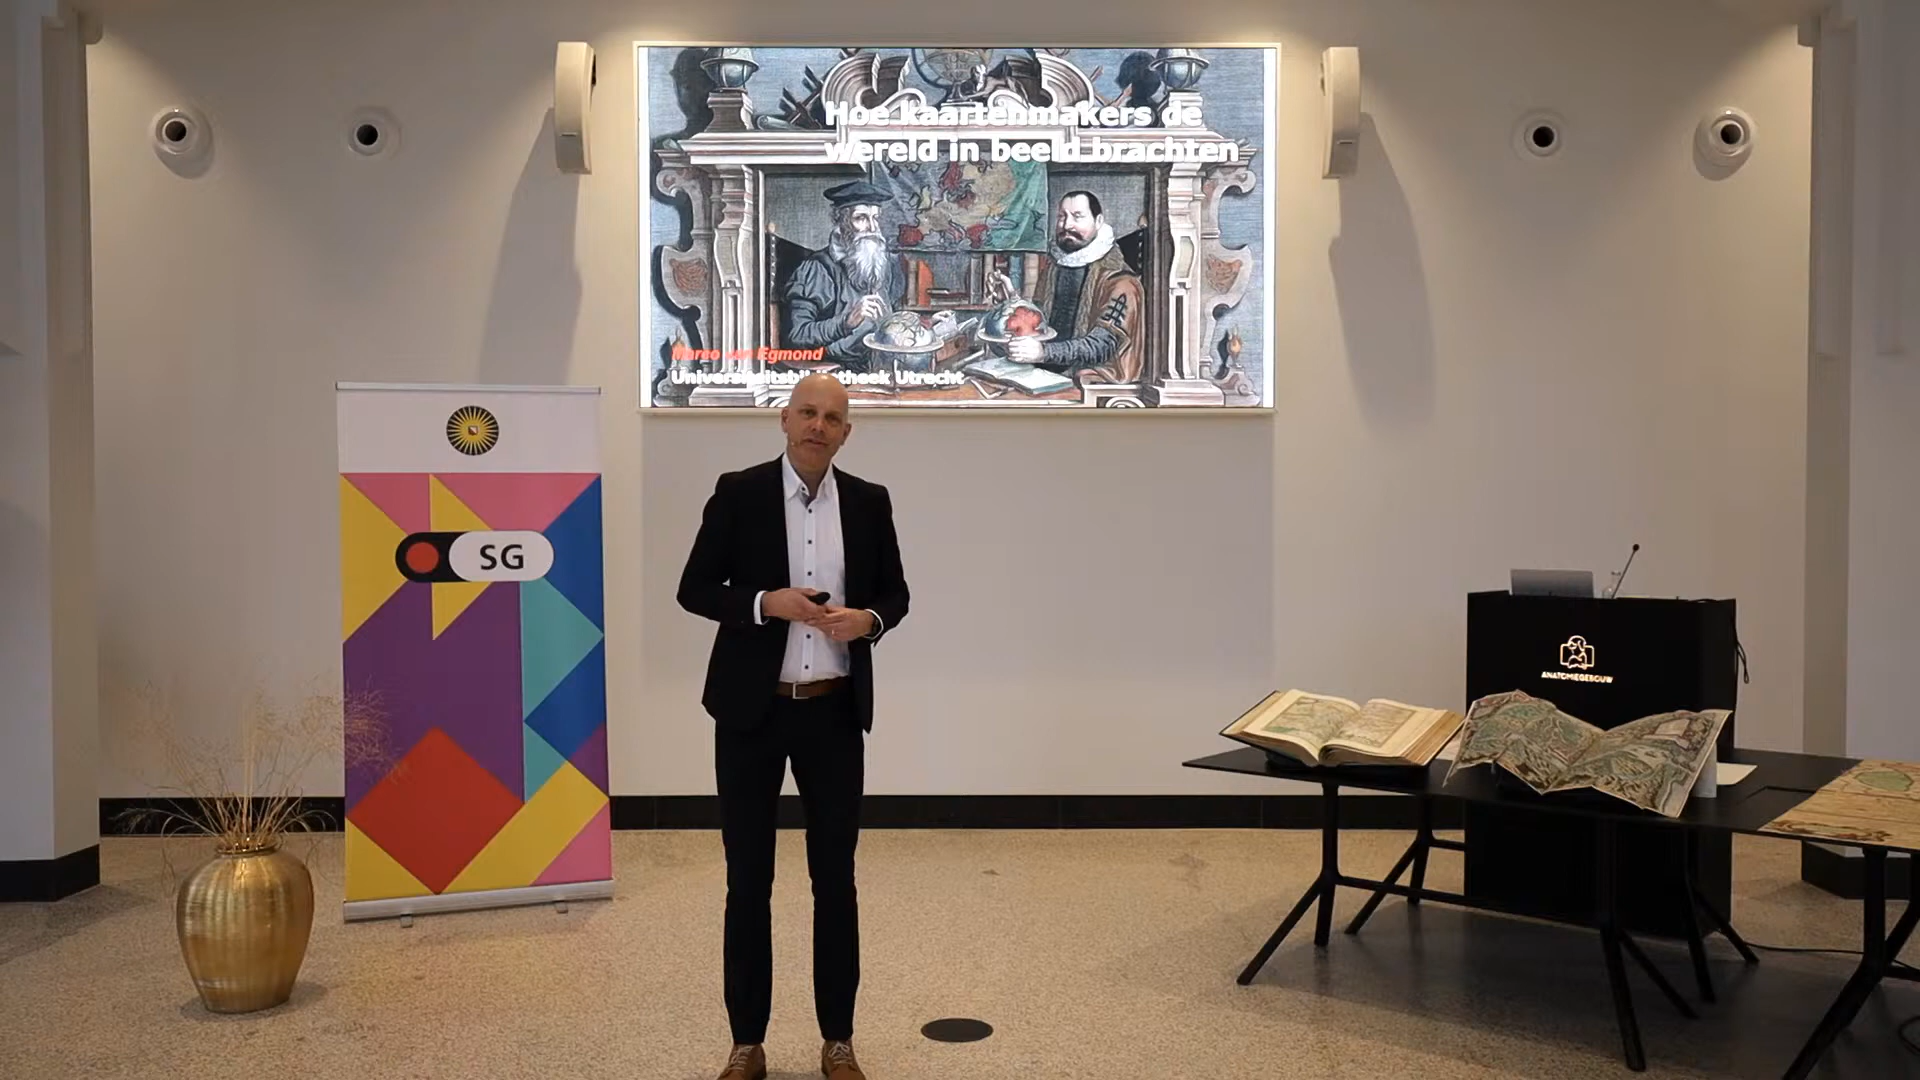 Hoe kaartenmakers de
wereld in beeld brachten
Marco van Egmond
Universiteitsbibliotheek Utrecht
SG
ANATOMIEGEBOUW